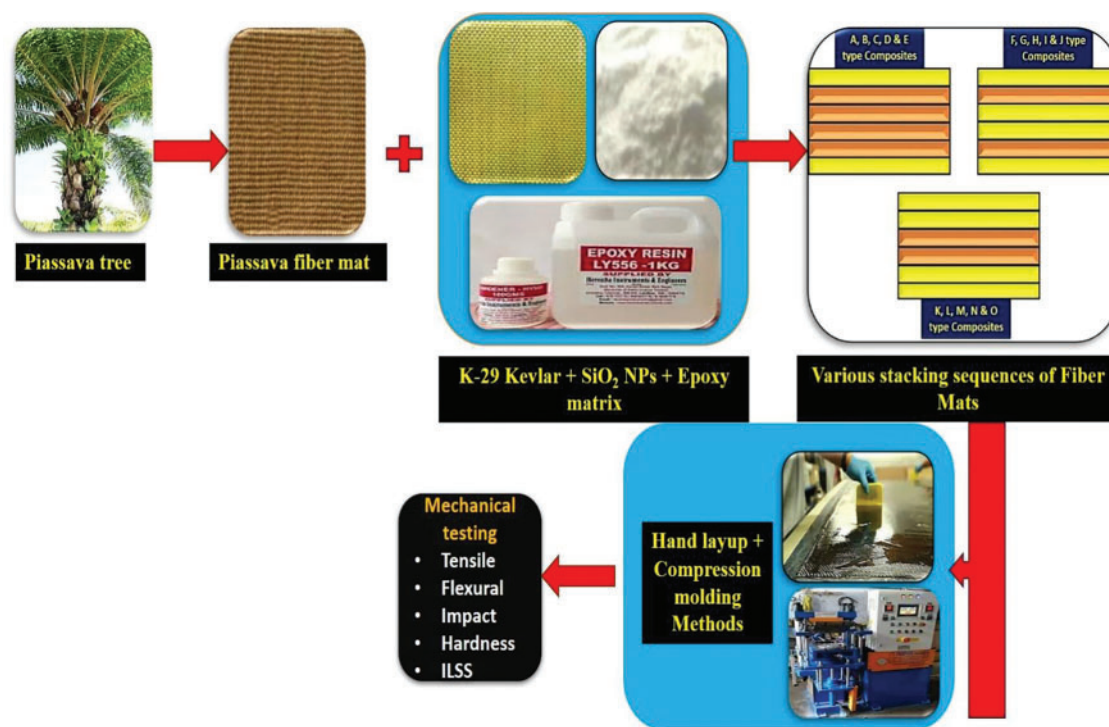 A, B, C, D & E
type Composites
F, G, H, I & J type
Composites
Piassava tree
Piassava fiber mat
EPOXY RESIN
LY556 -1KG
SUPPLIED BY
K, L, M, N & O
type Composites
K-29 Kevlar + SiO₂ NPs + Epoxy
matrix
Various stacking sequences of Fiber
Mats
Mechanical
testing
• Tensile
• Flexural
• Impact
• Hardness
• ILSS
Hand layup +
Compression
molding
Methods